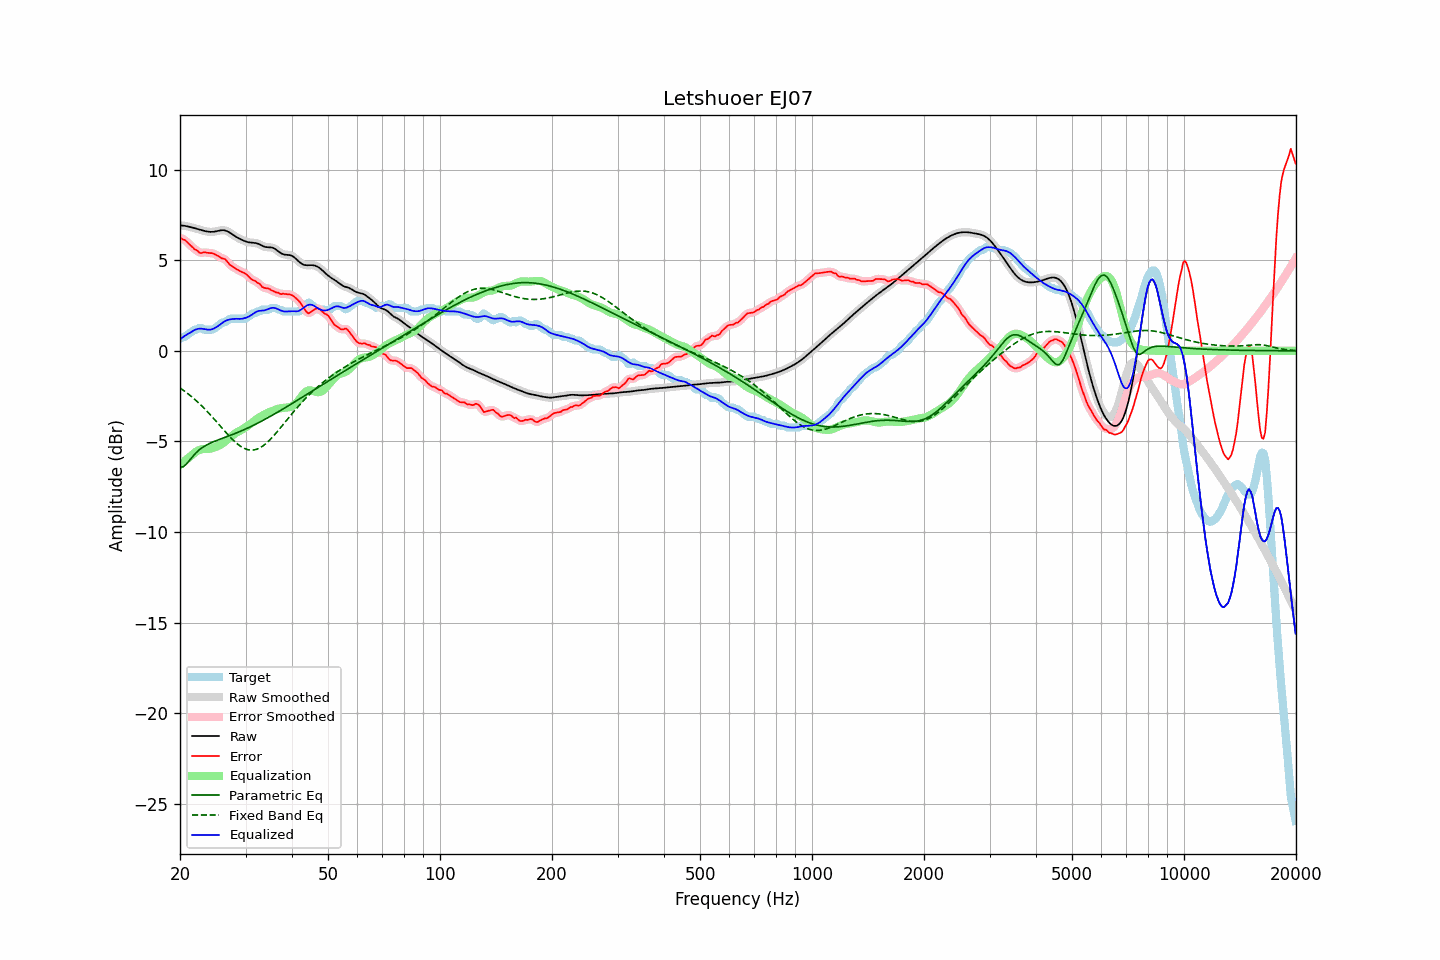 Letshuoer EJ07
10
5
0
−5
−10
−15
−20
−25
Amplitude (dBr)
Target
Raw Smoothed
Error Smoothed
Raw
Error
Equalization
Parametric Eq
Fixed Band Eq
Equalized
20
50
100
200
500
1000
2000
5000
10000
20000
Frequency (Hz)